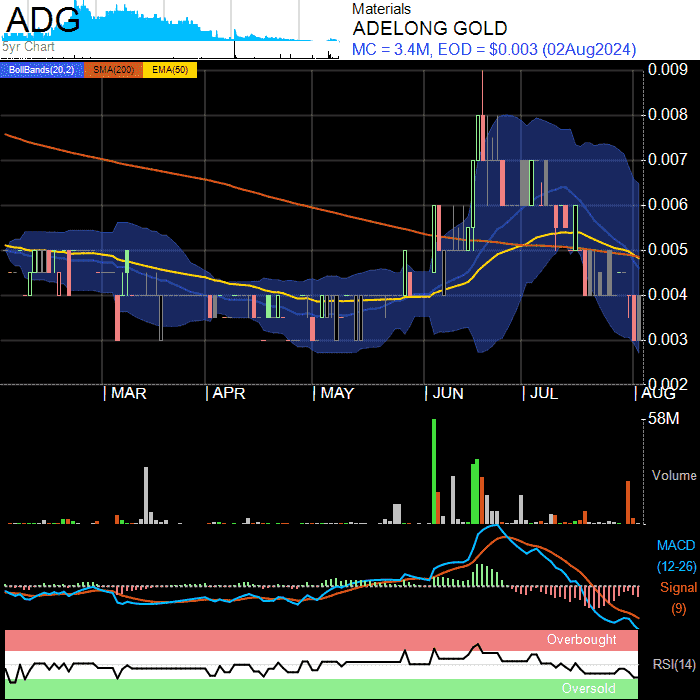 ADG
5yr Chart
Materials
ADELONG GOLD
MC = 3.4M, EOD = $0.003 (02Aug2024)
BollBands(20,2) SMA(200) EMA(50)
0.009
0.008
0.007
0.006
0.005
0.004
0.003
0.002
MAR APR MAY JUN JUL AUG
58M
Volume
MACD
(12-26)
Signal
(9)
Overbought
RSI(14)
Oversold